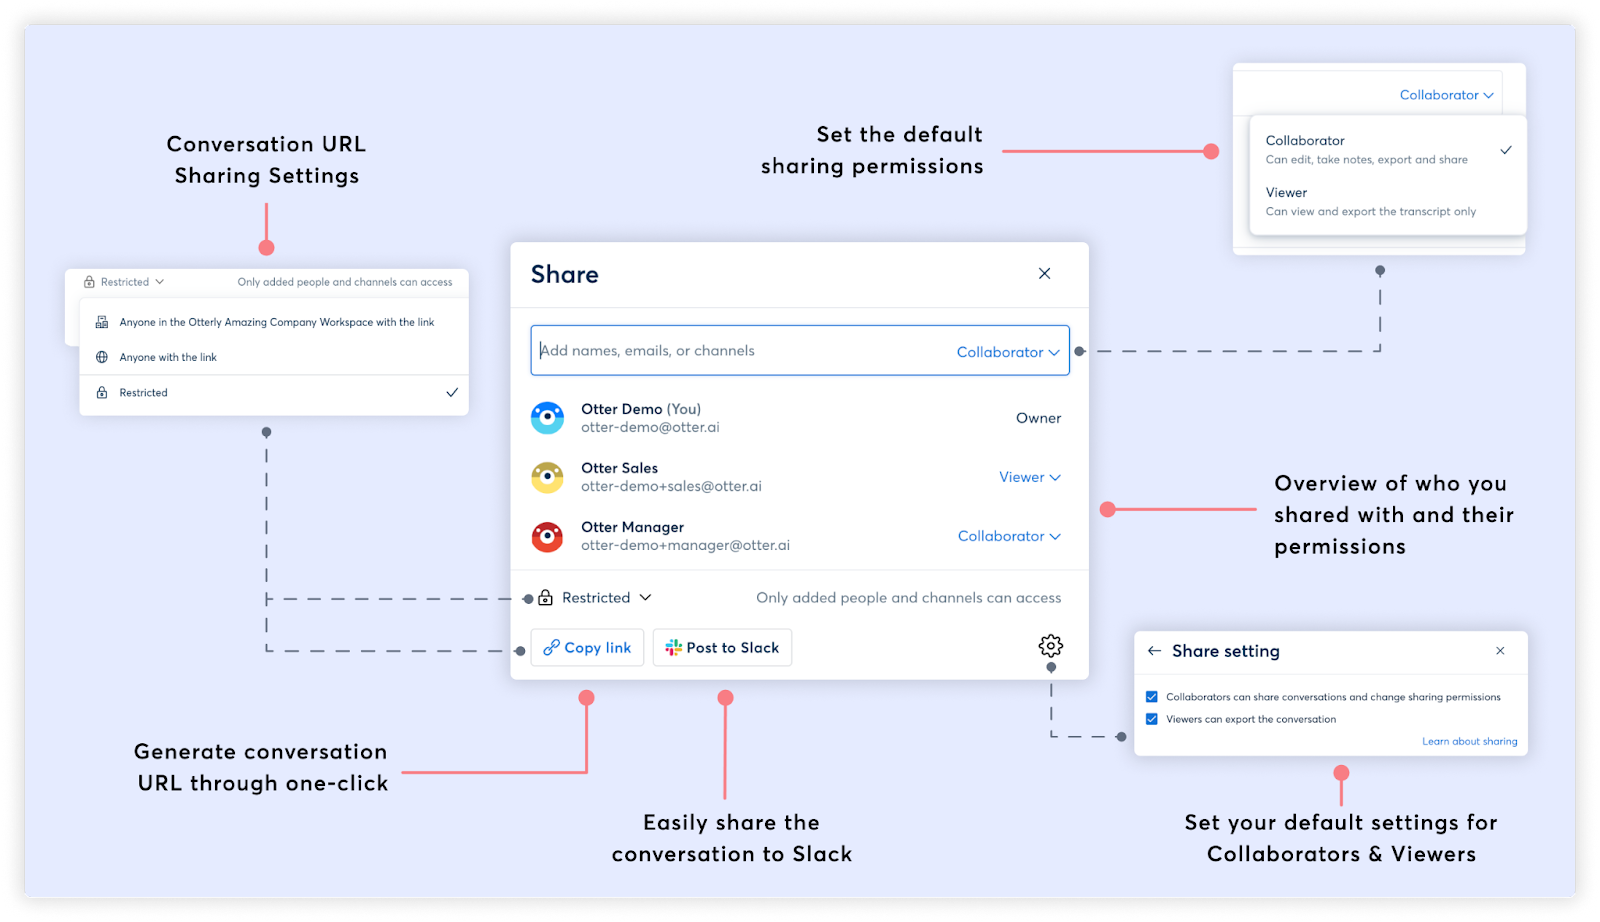 Conversation URL
Sharing Settings
Restricted
Only added people and channels can access
Anyone in the Otterly Amazing Company Workspace with the link
Anyone with the link
Restricted
Set the default
sharing permissions
Collaborator
Collaborator
Can edit, take notes, export and share
Viewer
Can view and export the transcript only
Share
Add names, emails, or channels
Collaborator
Otter Demo (You)
otter-demo@otter.ai
Owner
Otter Sales
otter-demo+sales@otter.ai
Viewer
Otter Manager
otter-demo+manager@otter.ai
Collaborator
Restricted
Only added people and channels can access
Copy link
Post to Slack
Overview of who you
shared with and their
permissions
Share setting
Collaborators can share conversations and change sharing permissions
Viewers can export the conversation
Learn about sharing
Generate conversation
URL through one-click
Easily share the
conversation to Slack
Set your default settings for
Collaborators & Viewers